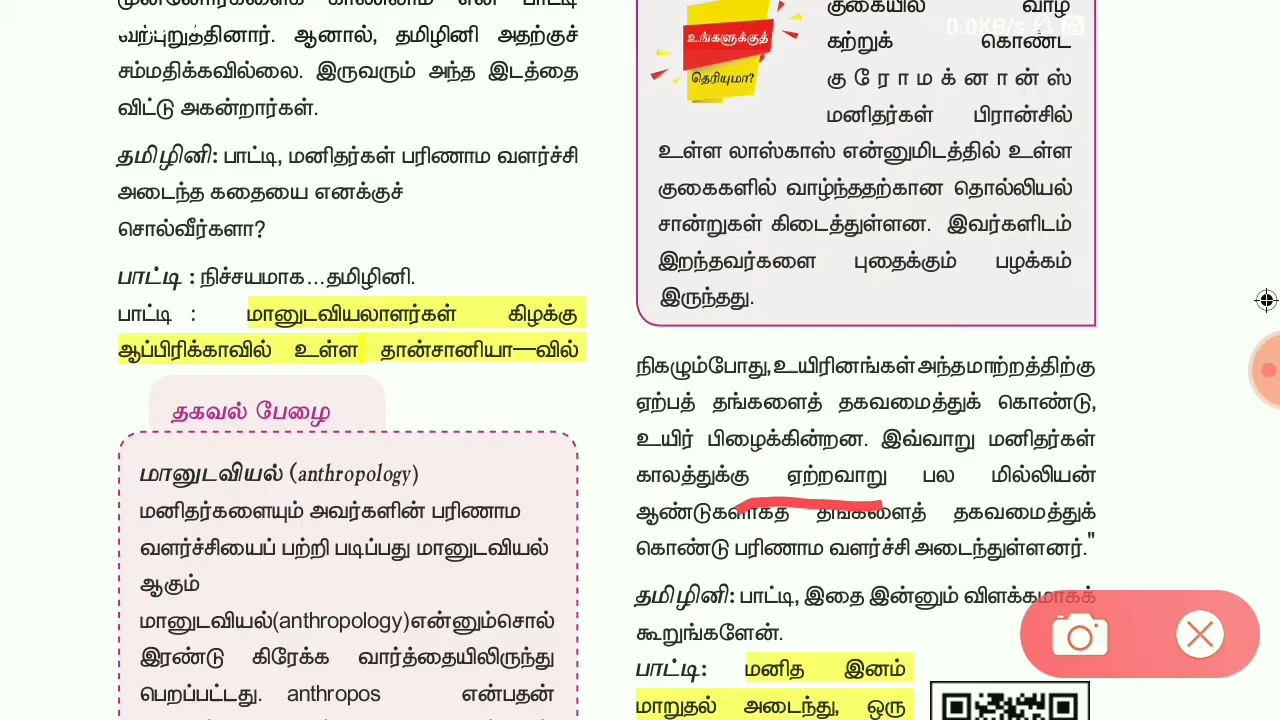 முன்னோர்களைக் காணலாம் என பாட்டி
வற்புறுத்தினார். ஆனால், தமிழினி அதற்குச்
சம்மதிக்கவில்லை. இருவரும் அந்த இடத்தை
விட்டு அகன்றார்கள்.
தமிழினி: பாட்டி, மனிதர்கள் பரிணாம வளர்ச்சி
அடைந்த கதையை எனக்குச்
சொல்வீர்களா?
பாட்டி : நிச்சயமாக...தமிழினி.
பாட்டி : மானுடவியலாளர்கள் கிழக்கு
ஆப்பிரிக்காவில் உள்ள தான்சானியா—வில்
தகவல் பேழை
மானுடவியல் (anthropology)
மனிதர்களையும் அவர்களின் பரிணாம
வளர்ச்சியைப் பற்றி படிப்பது மானுடவியல்
ஆகும்
மானுடவியல்(anthropology)என்னும்சொல்
இரண்டு கிரேக்க வார்த்தையிலிருந்து
பெறப்பட்டது. anthropos என்பதன்
உங்களுக்குத்
தெரியுமா?
குகையில் வாழ
கற்றுக் கொண்ட
குரோமக்னான்ஸ்
மனிதர்கள் பிரான்சில்
உள்ள லாஸ்காஸ் என்னுமிடத்தில் உள்ள
குகைகளில் வாழ்ந்ததற்கான தொல்லியல்
சான்றுகள் கிடைத்துள்ளன. இவர்களிடம்
இறந்தவர்களை புதைக்கும் பழக்கம்
இருந்தது.
0.0KB/s
நிகழும்போது,உயிரினங்கள் அந்தமாற்றத்திற்கு
ஏற்பத் தங்களைத் தகவமைத்துக் கொண்டு,
உயிர் பிழைக்கின்றன. இவ்வாறு மனிதர்கள்
காலத்துக்கு ஏற்றவாறு பல மில்லியன்
ஆண்டுகளாகத் தங்களைத் தகவமைத்துக்
கொண்டு பரிணாம வளர்ச்சி அடைந்துள்ளனர்."
தமிழினி: பாட்டி, இதை இன்னும் விளக்கமாகக்
கூறுங்களேன்.
பாட்டி: மனித இனம்
மாறுதல் அடைந்து, ஒரு